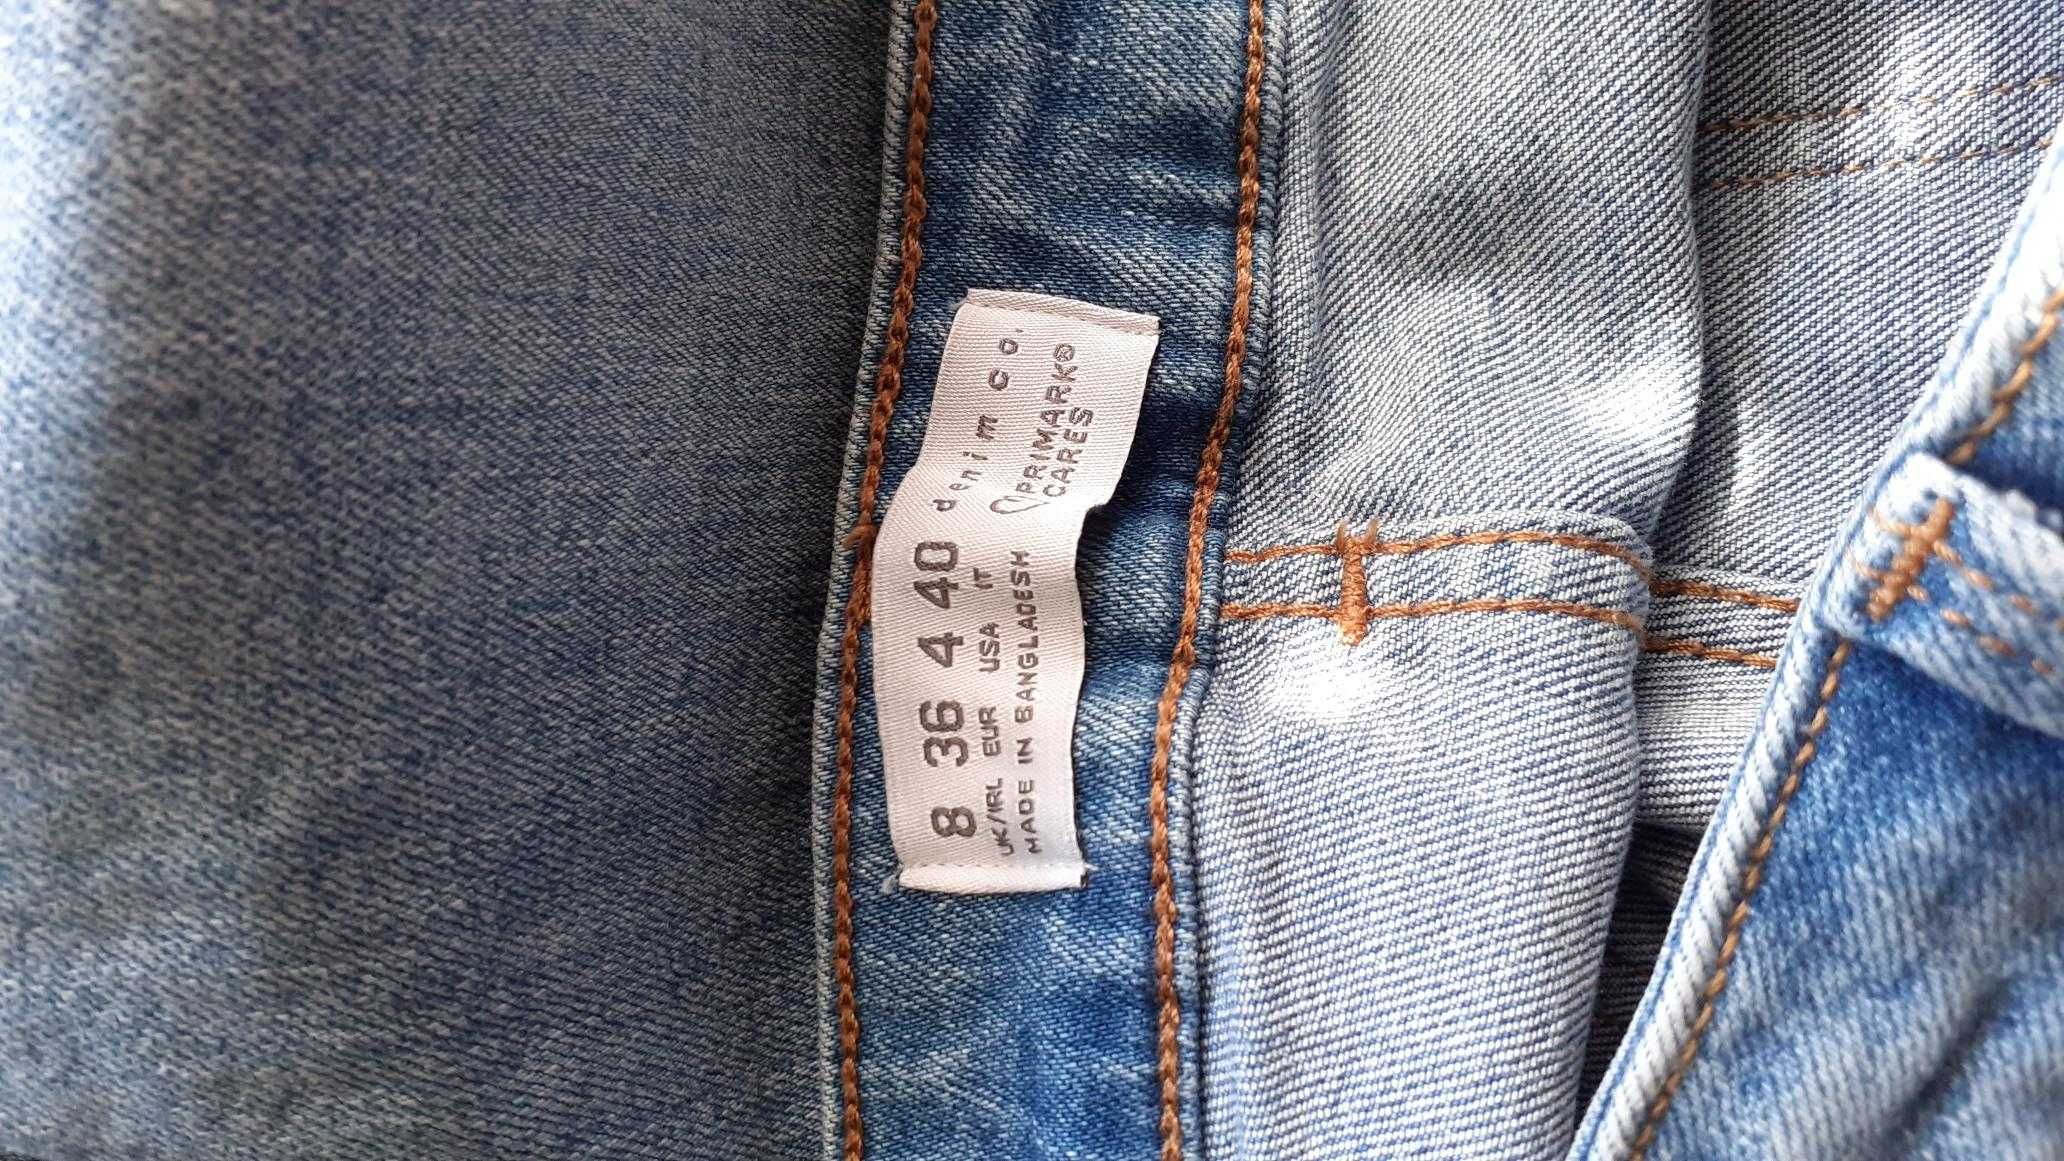 denim co.
PRIMARK®
CARES
8 36 4 40
UK/IRL EUR USA IT
MADE IN BANGLADESH